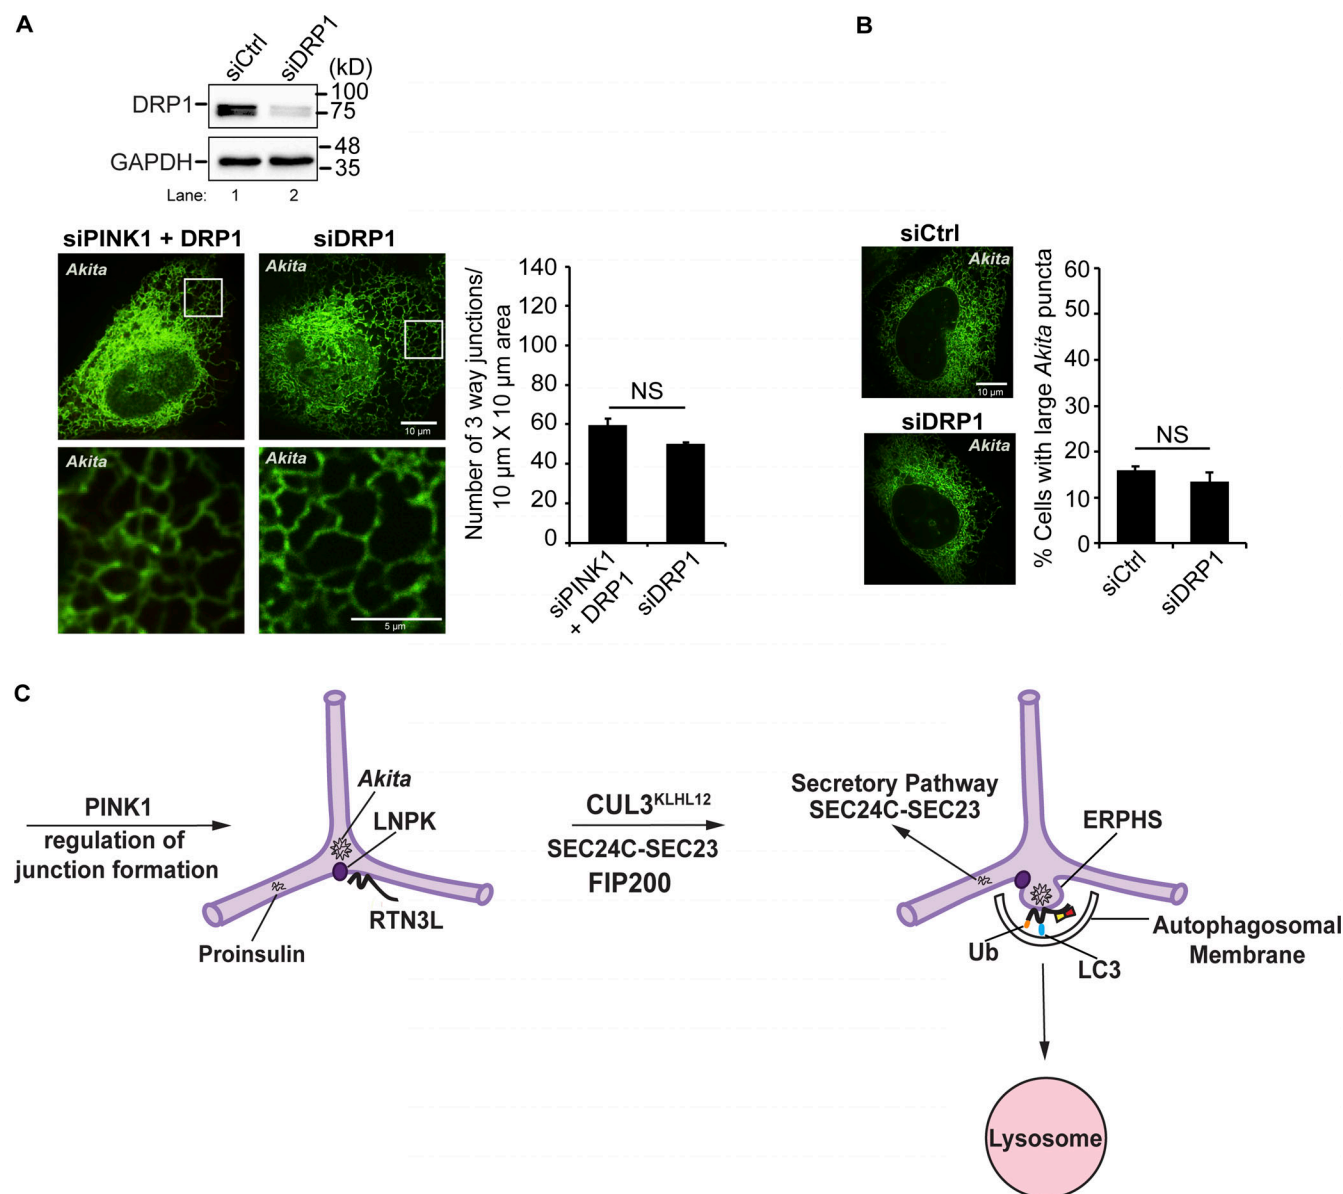 A
siCtrl
siDRP1
(kD)
DRP1
100
75
GAPDH
48
35
Lane: 1 2
siPINK1 + DRP1
siDRP1
Akita
Akita
10 µm
Akita
Akita
5 µm
Number of 3 way junctions/
10 µm X 10 µm area
140
120
100
80
60
40
20
0
NS
siPINK1
+ DRP1
siDRP1
B
siCtrl
Akita
10 µm
siDRP1
Akita
% Cells with large Akita puncta
60
50
40
30
20
10
0
NS
siCtrl
siDRP1
C
PINK1
regulation of
junction formation
Akita
LNPK
RTN3L
Proinsulin
CUL3KLHL12
SEC24C-SEC23
FIP200
Secretory Pathway
SEC24C-SEC23
ERPHS
Ub
LC3
Autophagosomal
Membrane
Lysosome